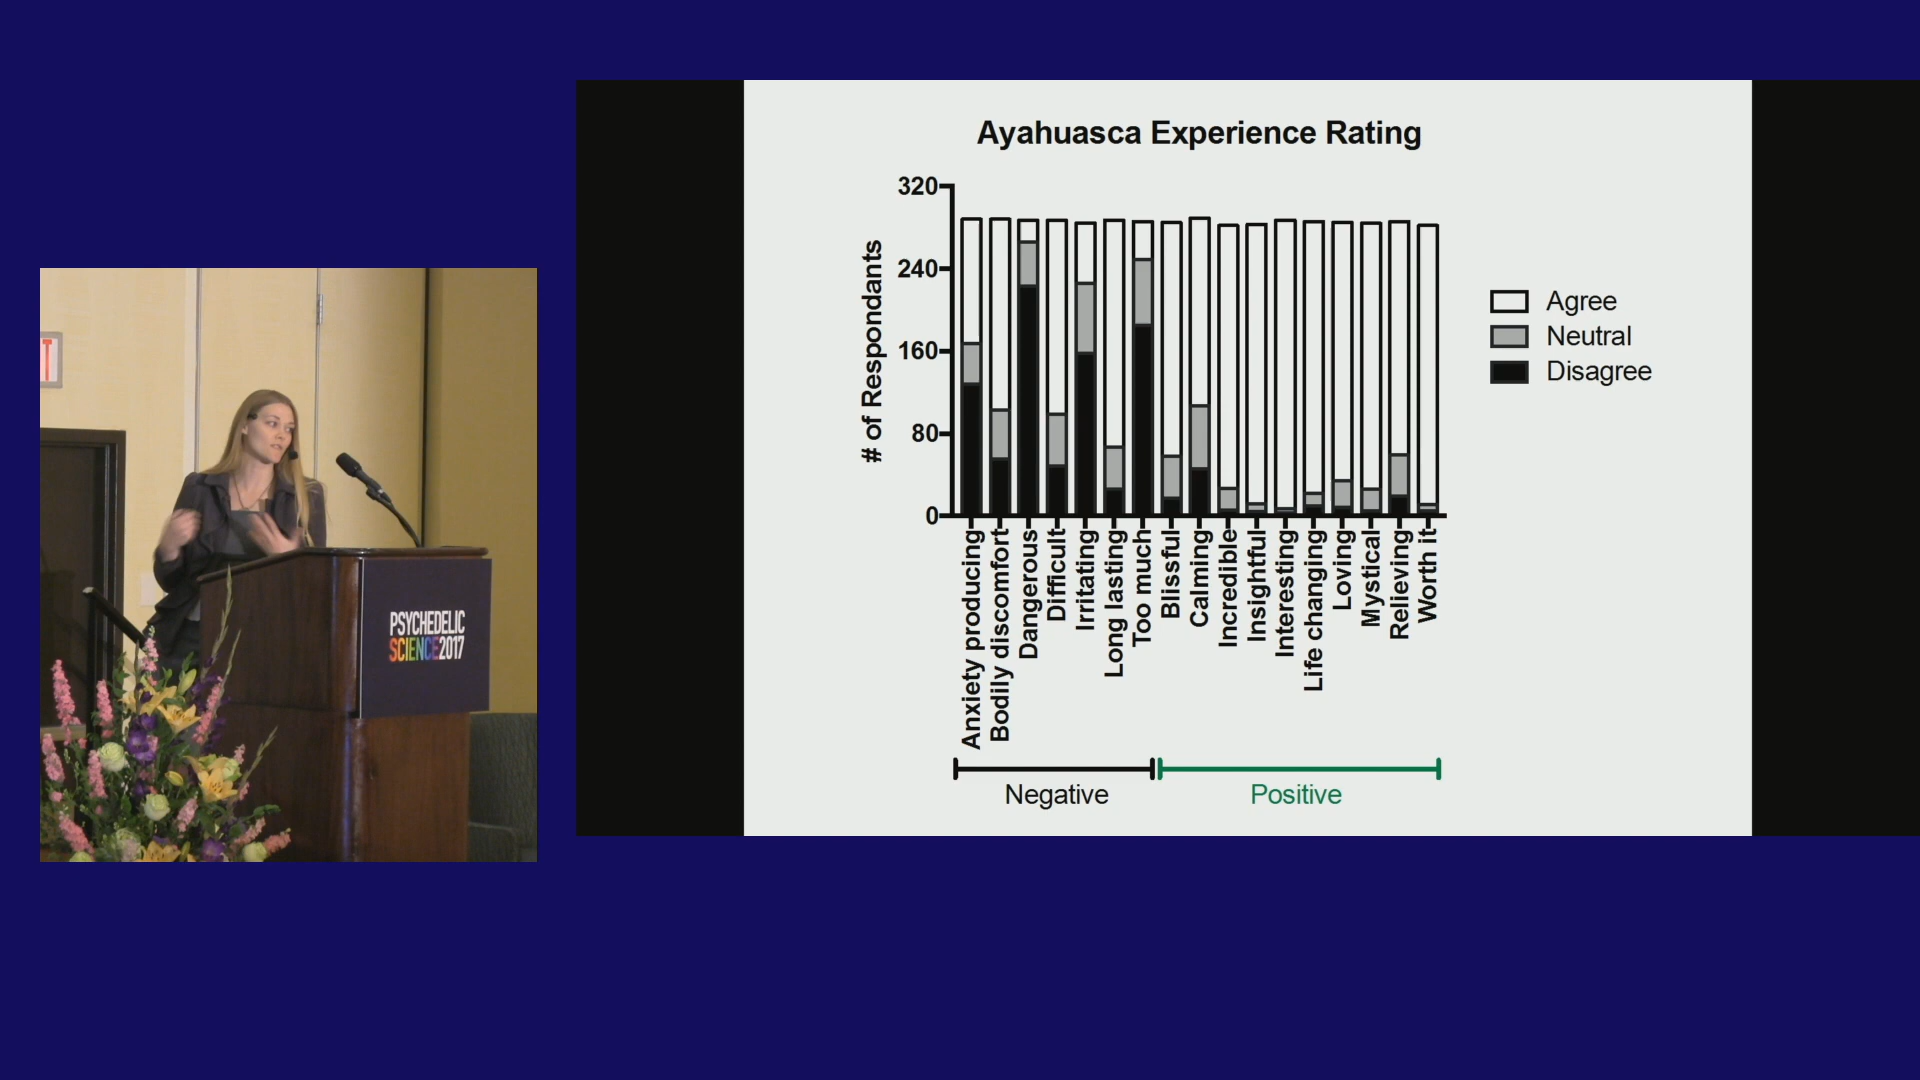 T
PSYCHEDELIC
SCIENCE2017
Ayahuasca Experience Rating
# of Respondants
320
240
160
80
0
Agree
Neutral
Disagree
Anxiety producing
Bodily discomfort
Dangerous
Difficult
Irritating
Long lasting
Too much
Blissful
Calming
Incredible
Insightful
Interesting
Life changing
Loving
Mystical
Relieving
Worth it
Negative
Positive